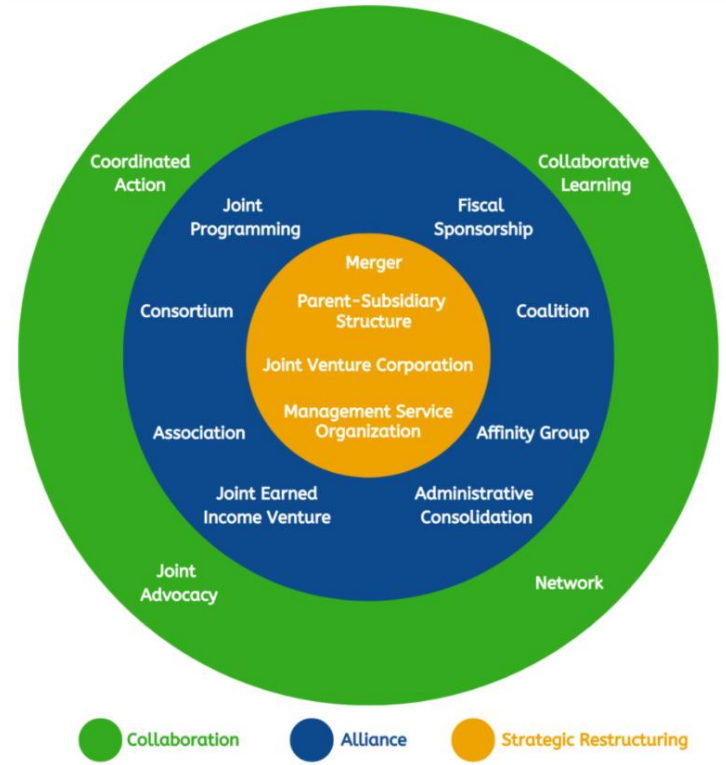 Coordinated
Action
Collaborative
Learning
Joint
Programming
Fiscal
Sponsorship
Merger
Parent-Subsidiary
Structure
Consortium
Coalition
Joint Venture Corporation
Management Service
Organization
Association
Affinity Group
Joint Earned
Income Venture
Administrative
Consolidation
Joint
Advocacy
Network
Collaboration
Alliance
Strategic Restructuring